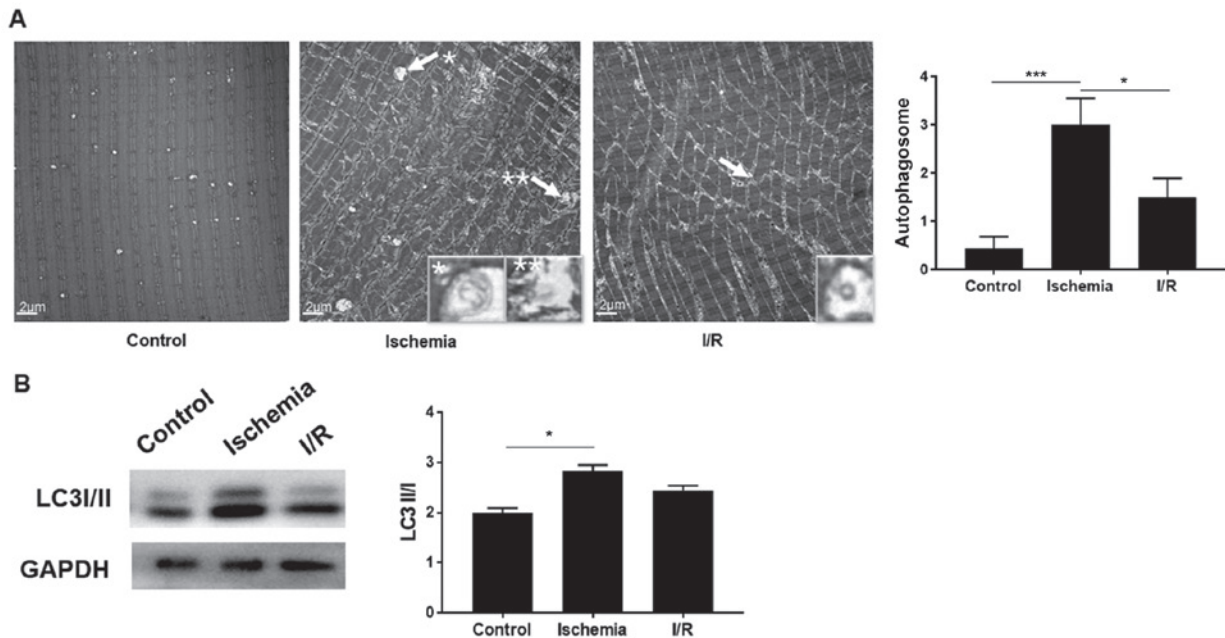 A
*
**
*
**
2µm
2µm
2µm
Control
Ischemia
I/R
Autophagosome
4
3
2
1
0
***
*
Control
Ischemia
I/R
B
Control
Ischemia
I/R
LC3I/II
GAPDH
LC3 II/I
4
3
2
1
0
*
Control
Ischemia
I/R